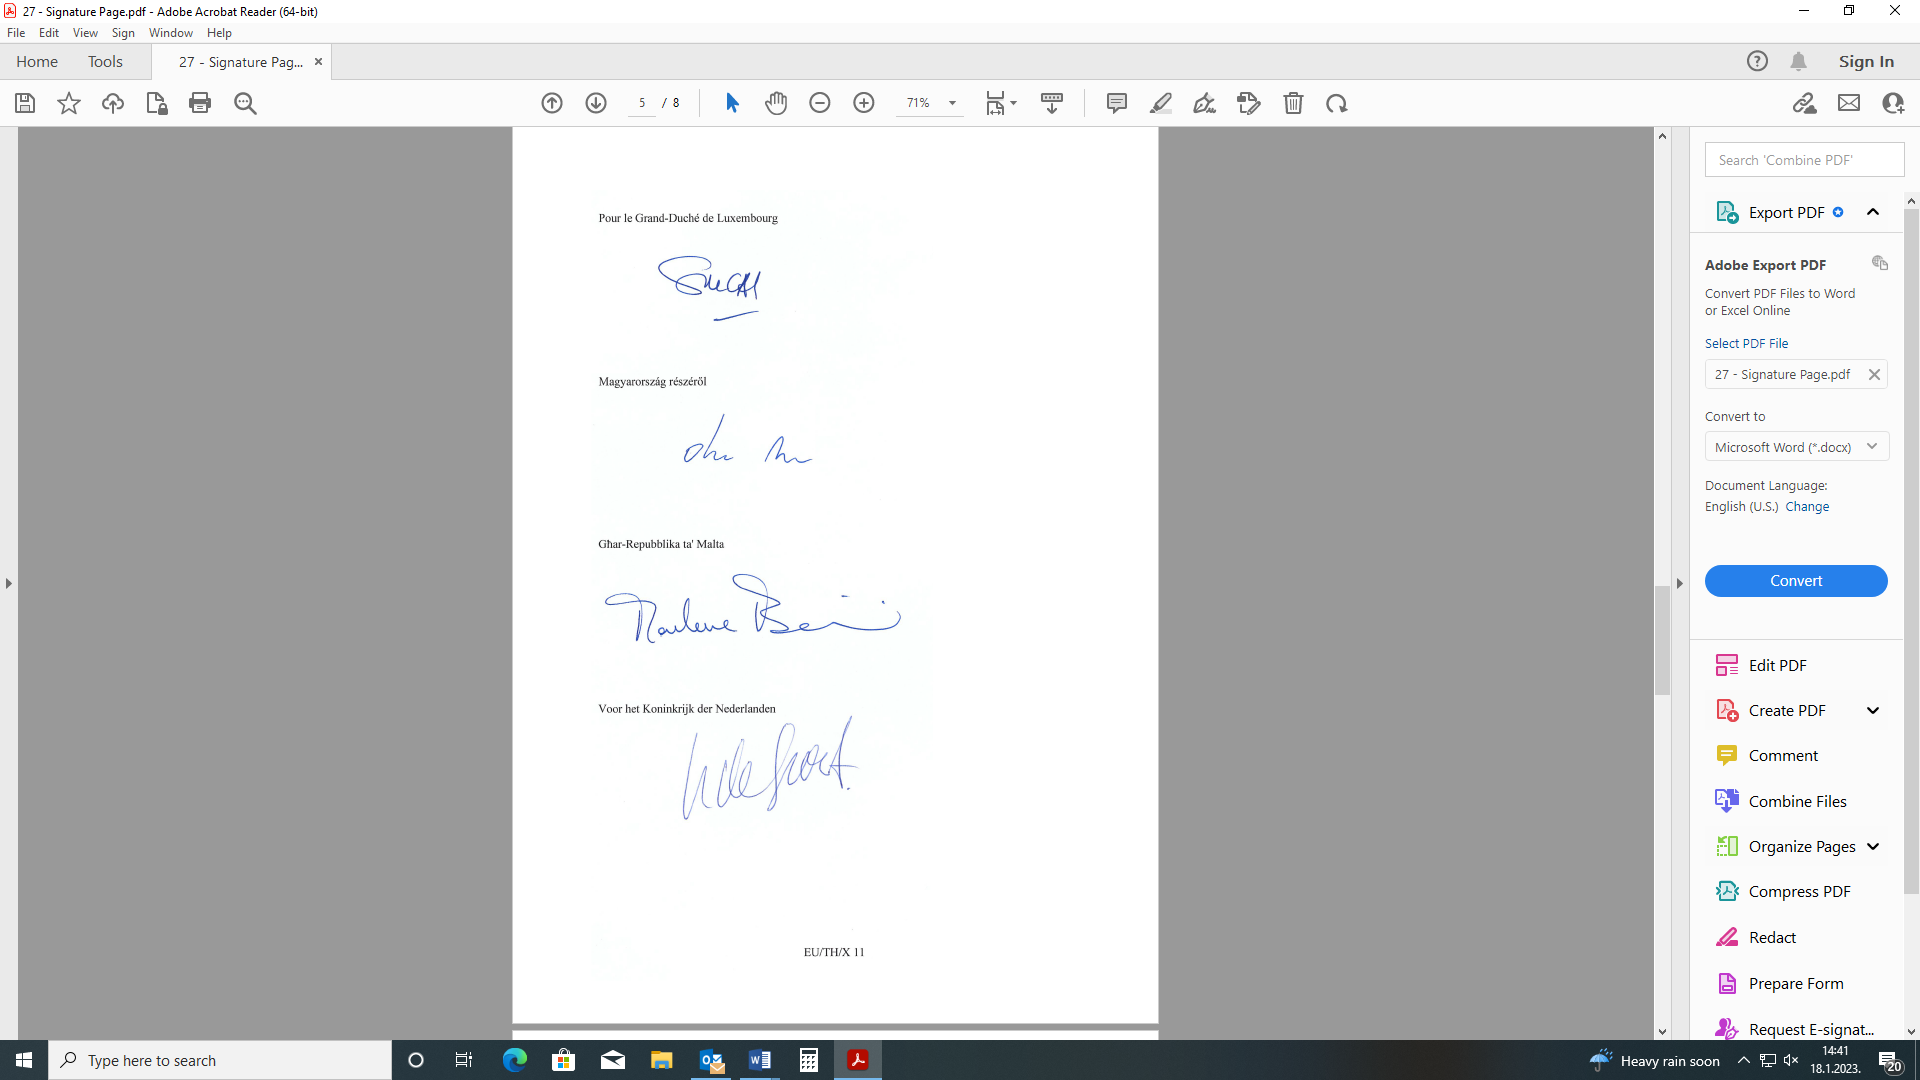 27 - Signature Page.pdf - Adobe Acrobat Reader (64-bit)
File Edit View Sign Window Help
Home Tools 27 - Signature Pag... Sign In
5 / 8 71%
Search 'Combine PDF'
Export PDF
Adobe Export PDF
Convert PDF Files to Word
or Excel Online
Select PDF File
27 - Signature Page.pdf
Convert to
Microsoft Word (*.docx)
Document Language:
English (U.S.) Change
Convert
Edit PDF
Create PDF
Comment
Combine Files
Organize Pages
Compress PDF
Redact
Prepare Form
Request E-signat...
Pour le Grand-Duché de Luxembourg
Magyarország részéről
Għar-Repubblika ta' Malta
Marlene
Voor het Koninkrijk der Nederlanden
EU/TH/X 11
Type here to search
Heavy rain soon
14:41
18.1.2023.
20